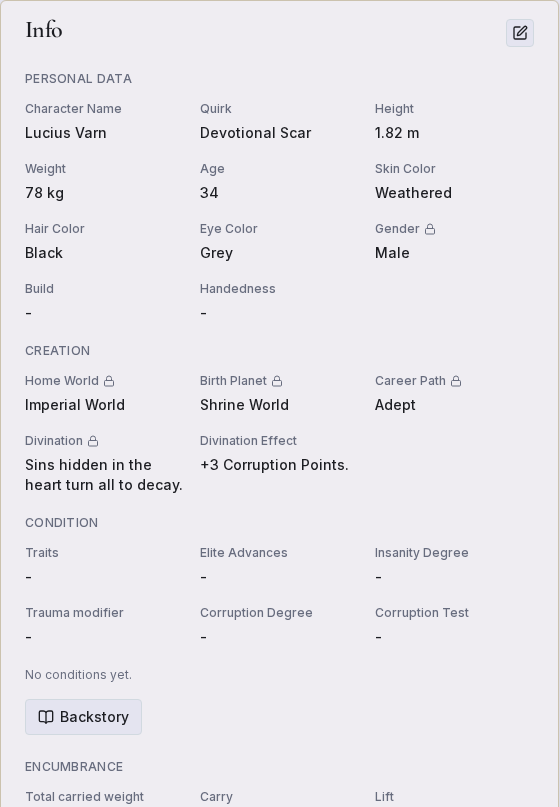 Info
PERSONAL DATA
Character Name Quirk Height
Lucius Varn Devotional Scar 1.82 m
Weight Age Skin Color
78 kg 34 Weathered
Hair Color Eye Color Gender
Black Grey Male
Build Handedness
- -
CREATION
Home World Birth Planet Career Path
Imperial World Shrine World Adept
Divination Divination Effect
Sins hidden in the +3 Corruption Points.
heart turn all to decay.
CONDITION
Traits Elite Advances Insanity Degree
- - -
Trauma modifier Corruption Degree Corruption Test
- - -
No conditions yet.
Backstory
ENCUMBRANCE
Total carried weight Carry Lift